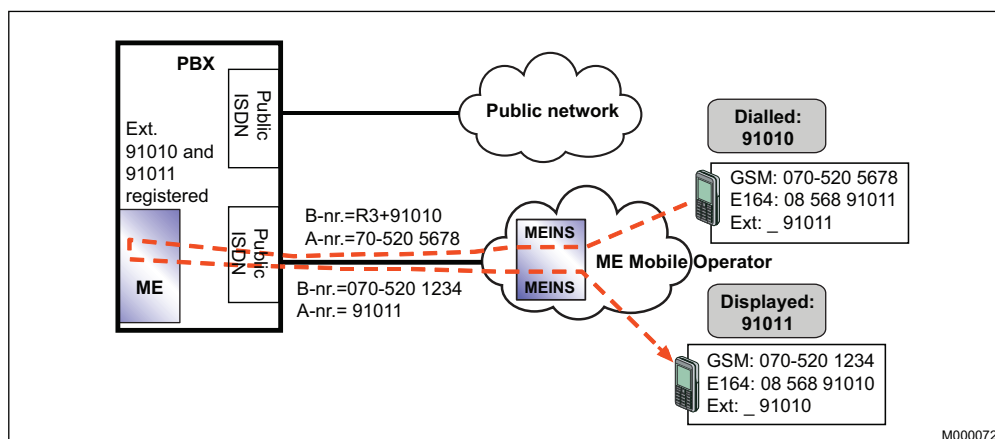 PBX
Public ISDN
Ext.
91010 and
91011
registered
ME
Public ISDN
Public network
B-nr.=R3+91010
A-nr.=70-520 5678
B-nr.=070-520 1234
A-nr.= 91011
MEINS
MEINS
ME Mobile Operator
Dialled:
91010
GSM: 070-520 5678
E164: 08 568 91011
Ext: _ 91011
Displayed:
91011
GSM: 070-520 1234
E164: 08 568 91010
Ext: _ 91010
M000072